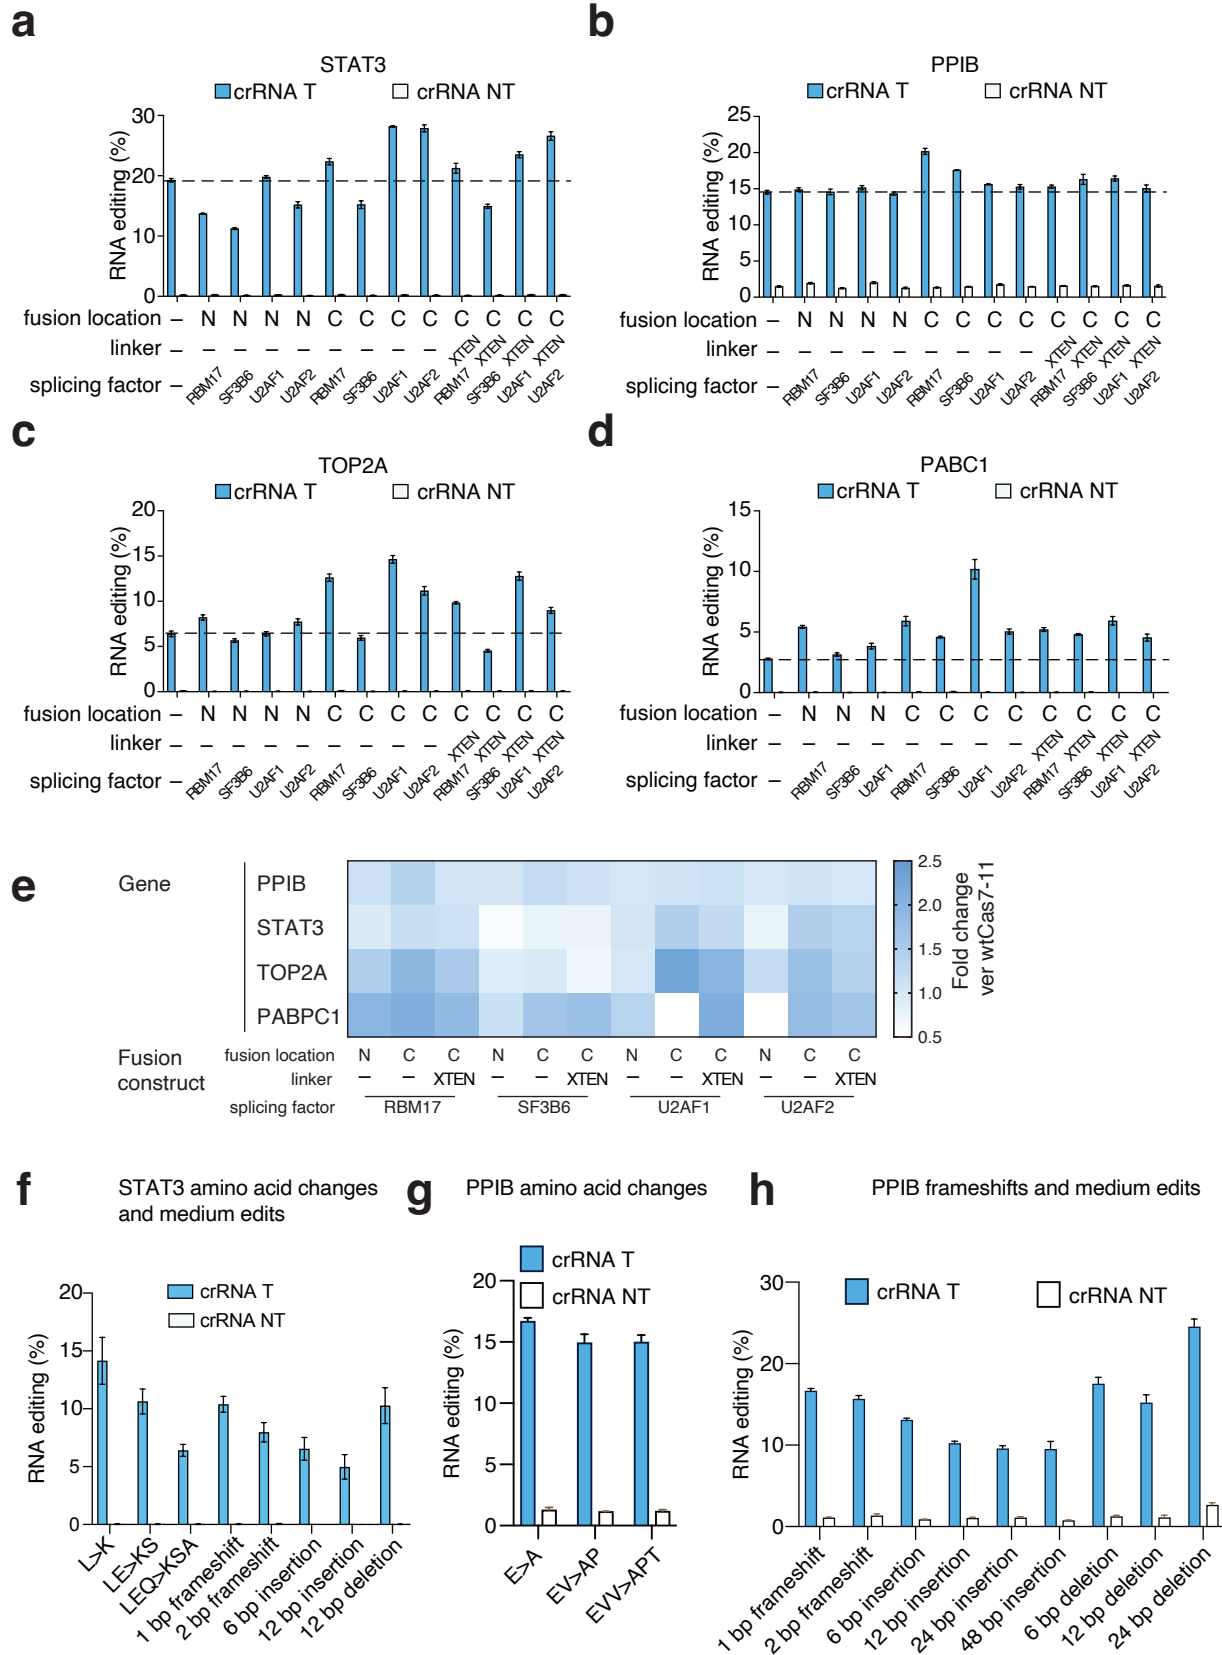 a
STAT3
crRNA T
crRNA NT
RNA editing (%)
30
20
10
0
fusion location – N N N N C C C C C C C C
linker – – – – – – – – – XTEN XTEN XTEN XTEN
splicing factor – RBM17 SF3B6 U2AF1 U2AF2 RBM17 SF3B6 U2AF1 U2AF2 RBM17 SF3B6 U2AF1 U2AF2
b
PPIB
crRNA T
crRNA NT
RNA editing (%)
25
20
15
10
5
0
fusion location – N N N N C C C C C C C C
linker – – – – – – – – – XTEN XTEN XTEN XTEN
splicing factor – RBM17 SF3B6 U2AF1 U2AF2 RBM17 SF3B6 U2AF1 U2AF2 RBM17 SF3B6 U2AF1 U2AF2
c
TOP2A
crRNA T
crRNA NT
RNA editing (%)
20
15
10
5
0
fusion location – N N N N C C C C C C C C
linker – – – – – – – – – XTEN XTEN XTEN XTEN
splicing factor – RBM17 SF3B6 U2AF1 U2AF2 RBM17 SF3B6 U2AF1 U2AF2 RBM17 SF3B6 U2AF1 U2AF2
d
PABC1
crRNA T
crRNA NT
RNA editing (%)
15
10
5
0
fusion location – N N N C C C C C C C C
linker – – – – – – – – XTEN XTEN XTEN XTEN
splicing factor – RBM17 SF3B6 U2AF1 RBM17 SF3B6 U2AF1 U2AF2 RBM17 SF3B6 U2AF1 U2AF2
e
Gene
PPIB
STAT3
TOP2A
PABPC1
2.5
2.0
1.5
1.0
0.5
Fold change
ver wtCas7-11
Fusion
construct
fusion location N C C N C C N C C N C C
linker – – XTEN – – XTEN – – XTEN – – XTEN
splicing factor RBM17 SF3B6 U2AF1 U2AF2
f
STAT3 amino acid changes
and medium edits
crRNA T
crRNA NT
RNA editing (%)
20
15
10
5
0
L>K
LE>KS
LEQ>KSA
1 bp frameshift
2 bp frameshift
6 bp insertion
12 bp insertion
12 bp deletion
g
PPIB amino acid changes
crRNA T
crRNA NT
RNA editing (%)
20
15
10
5
0
E>A
EV>AP
EVV>APT
h
PPIB frameshifts and medium edits
crRNA T
crRNA NT
RNA editing (%)
30
20
10
0
1 bp frameshift
2 bp frameshift
6 bp insertion
12 bp insertion
24 bp insertion
48 bp insertion
6 bp deletion
12 bp deletion
24 bp deletion